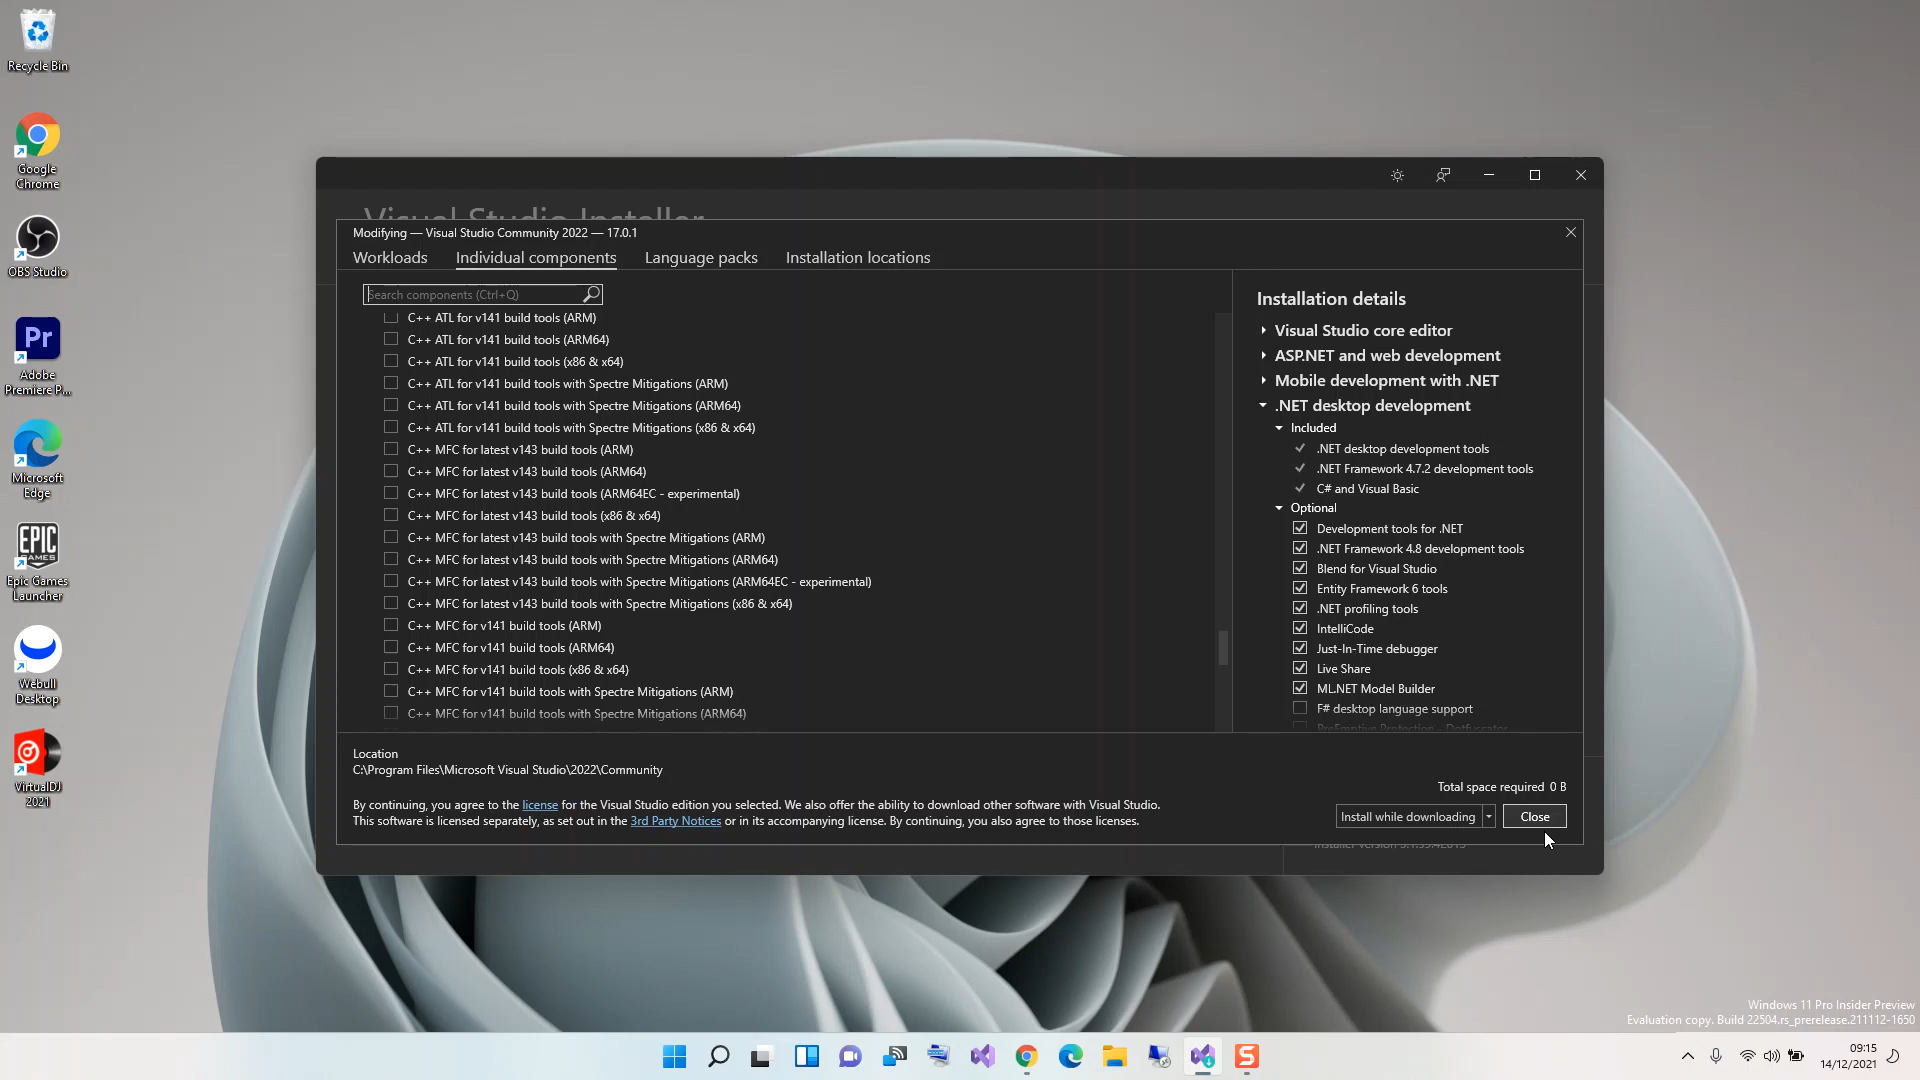 Recycle Bin
Google
Chrome
OBS Studio
Pr
Adobe
Premiere P...
Microsoft
Edge
EPIC
GAMES
Epic Games
Launcher
Webull
Desktop
VirtualDJ
2021
Visual Studio Installer
Modifying — Visual Studio Community 2022 — 17.0.1
Workloads
Individual components
Language packs
Installation locations
Search components (Ctrl+Q)
C++ ATL for v141 build tools (ARM)
C++ ATL for v141 build tools (ARM64)
C++ ATL for v141 build tools (x86 & x64)
C++ ATL for v141 build tools with Spectre Mitigations (ARM)
C++ ATL for v141 build tools with Spectre Mitigations (ARM64)
C++ ATL for v141 build tools with Spectre Mitigations (x86 & x64)
C++ MFC for latest v143 build tools (ARM)
C++ MFC for latest v143 build tools (ARM64)
C++ MFC for latest v143 build tools (ARM64EC - experimental)
C++ MFC for latest v143 build tools (x86 & x64)
C++ MFC for latest v143 build tools with Spectre Mitigations (ARM)
C++ MFC for latest v143 build tools with Spectre Mitigations (ARM64)
C++ MFC for latest v143 build tools with Spectre Mitigations (ARM64EC - experimental)
C++ MFC for latest v143 build tools with Spectre Mitigations (x86 & x64)
C++ MFC for v141 build tools (ARM)
C++ MFC for v141 build tools (ARM64)
C++ MFC for v141 build tools (x86 & x64)
C++ MFC for v141 build tools with Spectre Mitigations (ARM)
C++ MFC for v141 build tools with Spectre Mitigations (ARM64)
Installation details
Visual Studio core editor
ASP.NET and web development
Mobile development with .NET
.NET desktop development
Included
.NET desktop development tools
.NET Framework 4.7.2 development tools
C# and Visual Basic
Optional
Development tools for .NET
.NET Framework 4.8 development tools
Blend for Visual Studio
Entity Framework 6 tools
.NET profiling tools
IntelliCode
Just-In-Time debugger
Live Share
ML.NET Model Builder
F# desktop language support
PreEmptive Protection - Dotfuscator
Location
C:\Program Files\Microsoft Visual Studio\2022\Community
By continuing, you agree to the license for the Visual Studio edition you selected. We also offer the ability to download other software with Visual Studio.
This software is licensed separately, as set out in the 3rd Party Notices or in its accompanying license. By continuing, you also agree to those licenses.
Total space required 0 B
Install while downloading
Close
Windows 11 Pro Insider Preview
Evaluation copy. Build 22504.rs_prerelease.211112-1650
S
09:15
14/12/2021